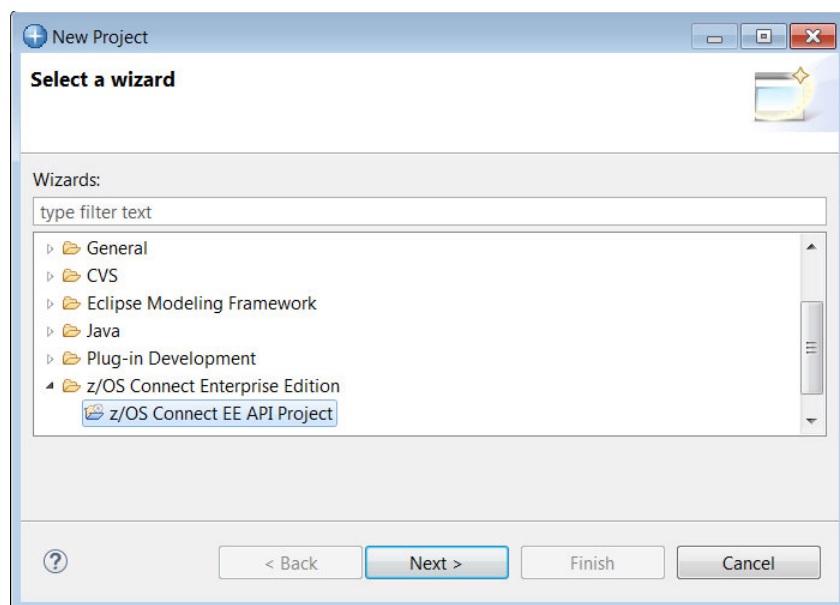 New Project
Select a wizard
Wizards:
type filter text
General
CVS
Eclipse Modeling Framework
Java
Plug-in Development
z/OS Connect Enterprise Edition
z/OS Connect EE API Project
? < Back Next > Finish Cancel